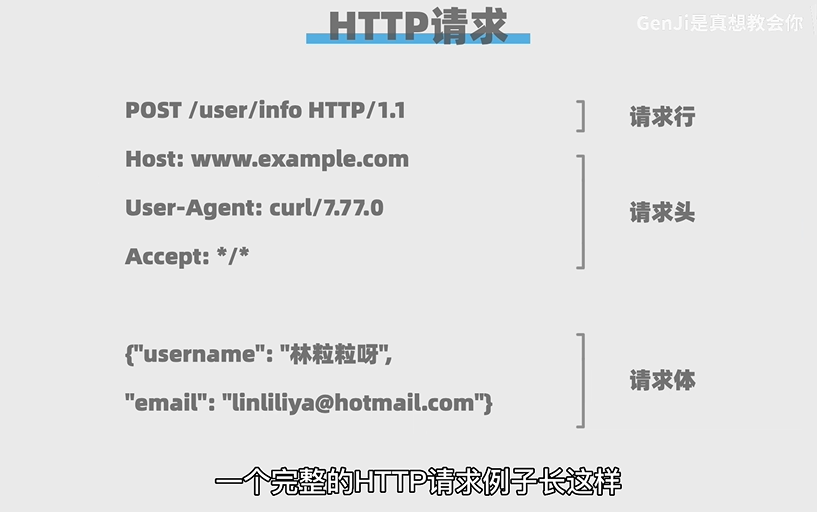 HTTP请求
GenJi是真想教会你
POST /user/info HTTP/1.1
请求行
Host: www.example.com
User-Agent: curl/7.77.0
请求头
Accept: */*
{"username": "林粒粒呀",
请求体
"email": "linliliya@hotmail.com"}
一个完整的HTTP请求例子长这样